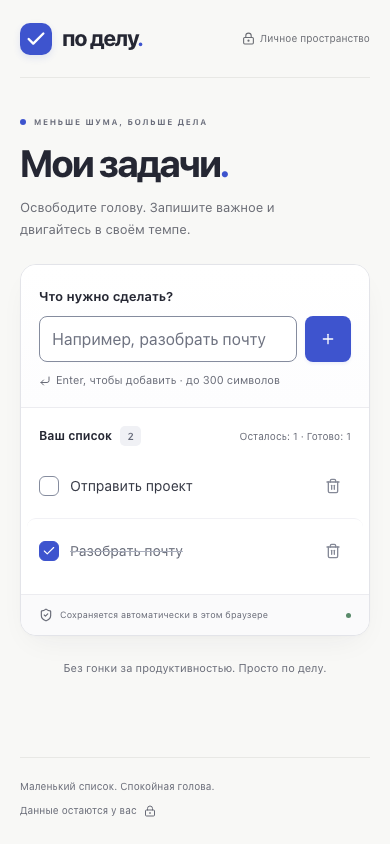 по делу.
Личное пространство
МЕНЬШЕ ШУМА, БОЛЬШЕ ДЕЛА
Мои задачи.
Освободите голову. Запишите важное и
двигайтесь в своём темпе.
Что нужно сделать?
Например, разобрать почту
+
Enter, чтобы добавить · до 300 символов
Ваш список 2
Осталось: 1 · Готово: 1
Отправить проект
Разобрать почту
Сохраняется автоматически в этом браузере
Без гонки за продуктивностью. Просто по делу.
Маленький список. Спокойная голова.
Данные остаются у вас